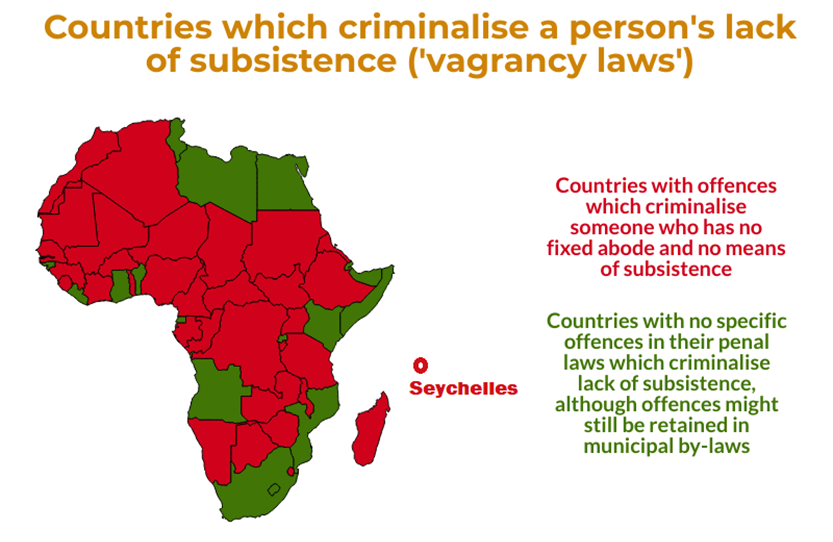 Countries which criminalise a person's lack
of subsistence ('vagrancy laws')
Countries with offences
which criminalise
someone who has no
fixed abode and no means
of subsistence
Seychelles
Countries with no specific
offences in their penal
laws which criminalise
lack of subsistence,
although offences might
still be retained in
municipal by-laws